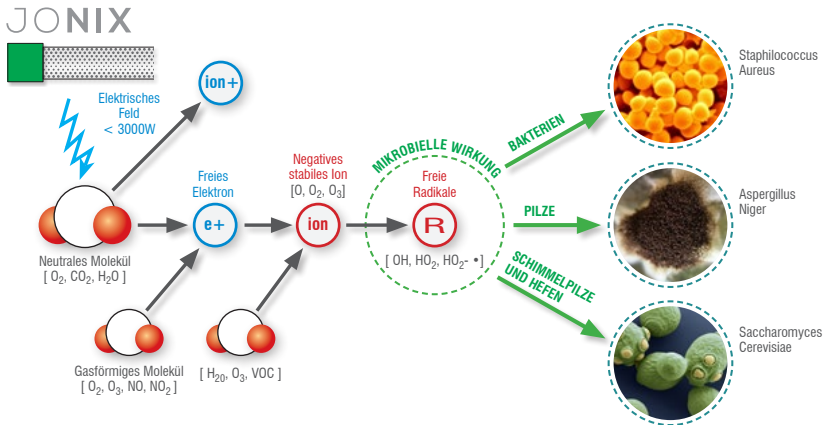 JONIX
Elektrisches
Feld
< 3000W
ion+
Neutrales Molekül
[ O₂, CO₂, H₂O ]
Freies
Elektron
e+
Negatives
stabiles Ion
[O, O₂, O₃]
ion
Gasförmiges Molekül
[ O₂, O₃, NO, NO₂ ]
[ H₂₀, O₃, VOC ]
MIKROBIELLE WIRKUNG
Freie
Radikale
R
[ OH, HO₂, HO₂- •]
BAKTERIEN
Staphilococcus
Aureus
PILZE
Aspergillus
Niger
SCHIMMELPILZE
UND HEFEN
Saccharomyces
Cerevisiae